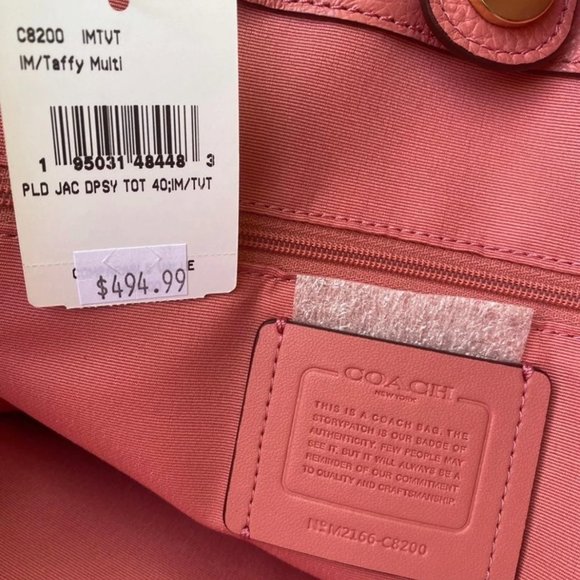 C8200 IMTVT
IM/Taffy Multi
1 95031 48448 3
PLD JAC DPSY TOT 40;IM/TVT
$494.99
COACH
NEW YORK
THIS IS A COACH BAG. THE
STORYPATCH IS OUR BADGE OF
AUTHENTICITY. FEW PEOPLE MAY
SEE IT. BUT IT WILL ALWAYS BE A
REMINDER OF OUR COMMITMENT
TO QUALITY AND CRAFTSMANSHIP
NºM2166-C8200